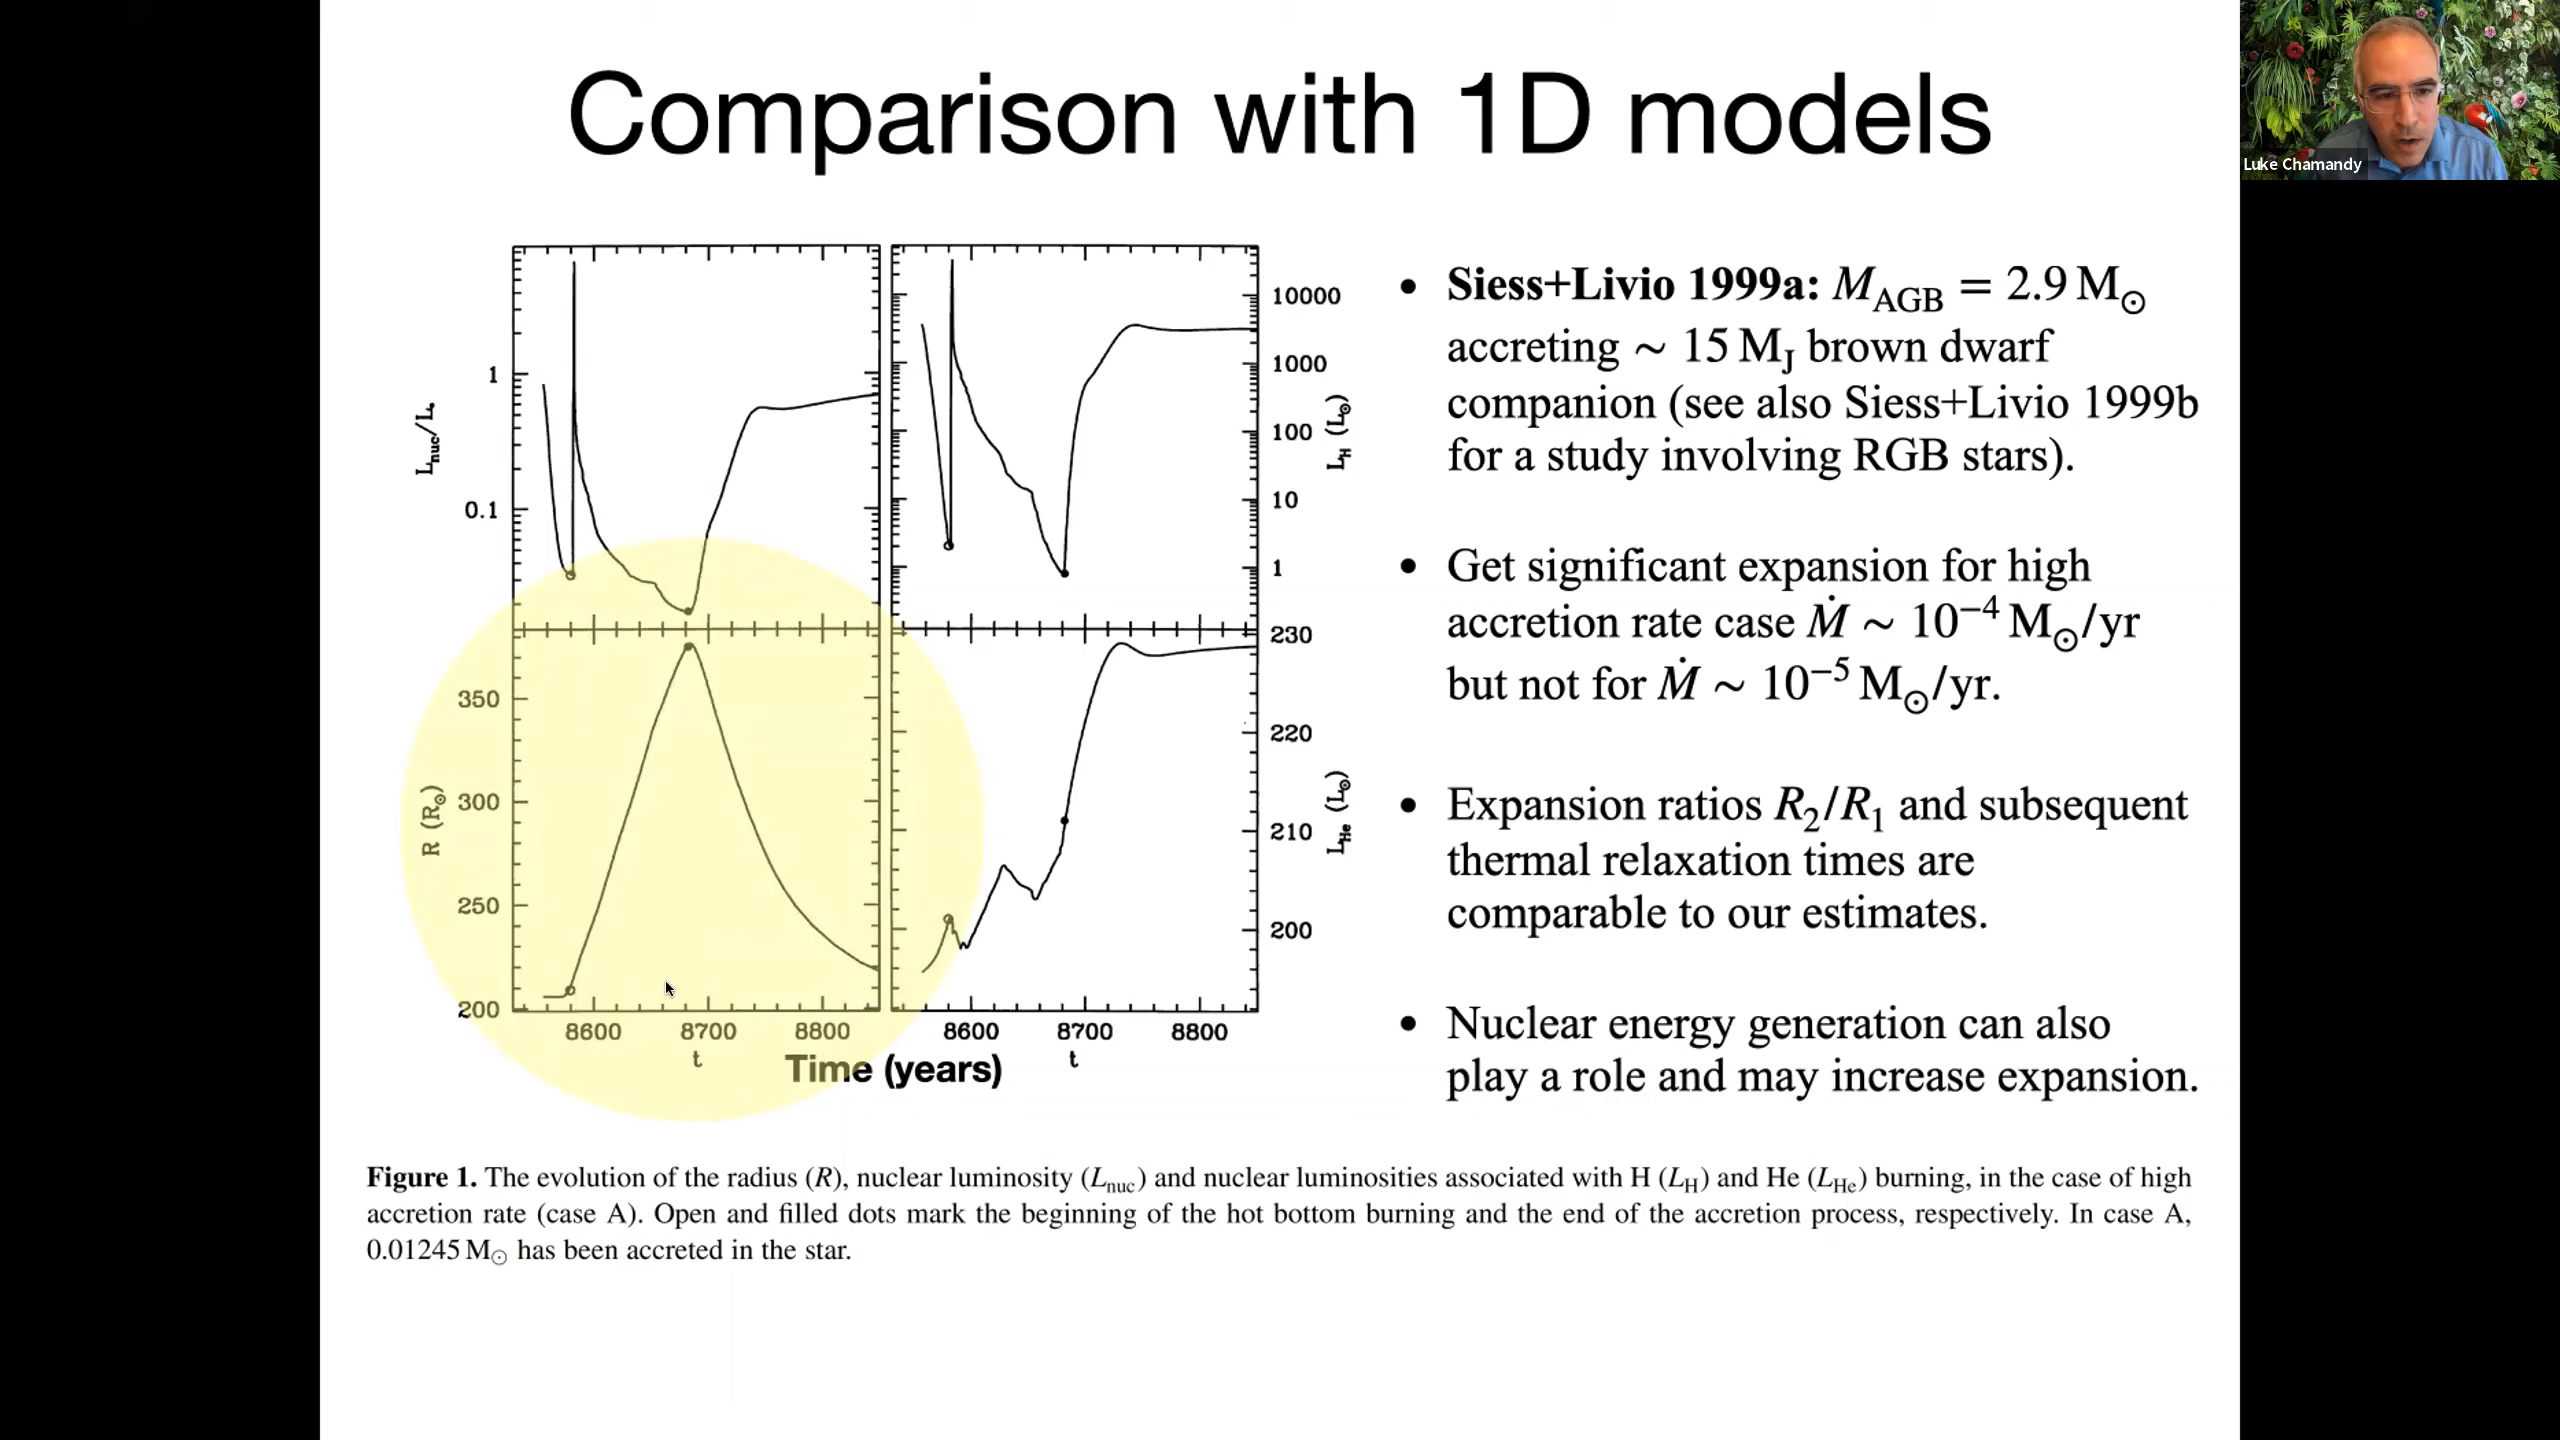 Comparison with 1D models
Luke Chamandy
L_nuc/L_*
1
0.1
10000
1000
100
10
1
L_H (L_⊙)
R (R_⊙)
350
300
250
200
230
220
210
200
L_He (L_⊙)
8600 8700 8800
8600 8700 8800
t
t
Time (years)
• Siess+Livio 1999a: M_AGB = 2.9 M_⊙
accreting ~ 15 M_J brown dwarf
companion (see also Siess+Livio 1999b
for a study involving RGB stars).
• Get significant expansion for high
accretion rate case Ṁ ~ 10⁻⁴ M_⊙/yr
but not for Ṁ ~ 10⁻⁵ M_⊙/yr.
• Expansion ratios R₂/R₁ and subsequent
thermal relaxation times are
comparable to our estimates.
• Nuclear energy generation can also
play a role and may increase expansion.
Figure 1. The evolution of the radius (R), nuclear luminosity (L_nuc) and nuclear luminosities associated with H (L_H) and He (L_He) burning, in the case of high
accretion rate (case A). Open and filled dots mark the beginning of the hot bottom burning and the end of the accretion process, respectively. In case A,
0.01245 M_⊙ has been accreted in the star.